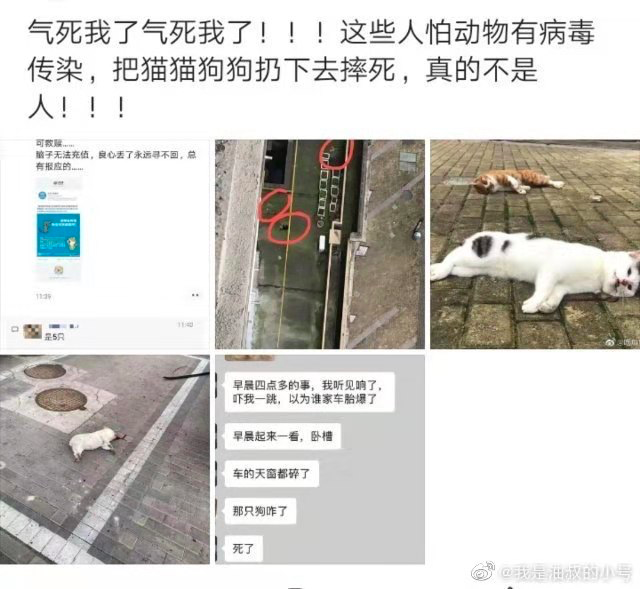 气死我了气死我了！！！这些人怕动物有病毒
传染，把猫猫狗狗扔下去摔死，真的不是
人！！！
可救赎……
脑子无法充值，良心丢了永远寻不回，总
有报应的……
11:39
11:40
是5只
早晨四点多的事，我听见响了，
吓我一跳，以为谁家车胎爆了
早晨起来一看，卧槽
车的天窗都碎了
那只狗咋了
死了
@我是油叔的小号